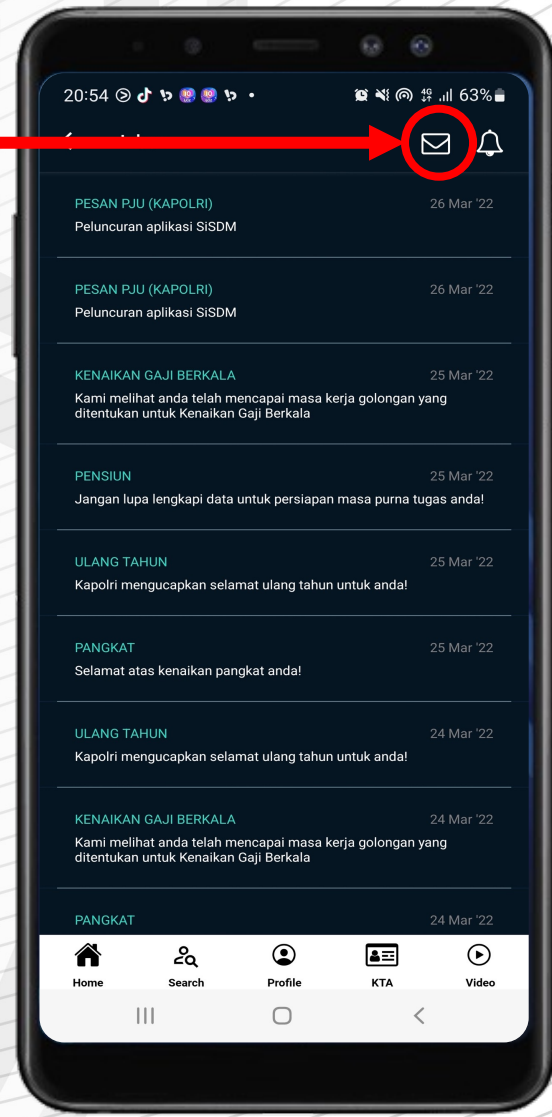 20:54
4G
63%
PESAN PJU (KAPOLRI) 26 Mar '22
Peluncuran aplikasi SiSDM
PESAN PJU (KAPOLRI) 26 Mar '22
Peluncuran aplikasi SiSDM
KENAIKAN GAJI BERKALA 25 Mar '22
Kami melihat anda telah mencapai masa kerja golongan yang
ditentukan untuk Kenaikan Gaji Berkala
PENSIUN 25 Mar '22
Jangan lupa lengkapi data untuk persiapan masa purna tugas anda!
ULANG TAHUN 25 Mar '22
Kapolri mengucapkan selamat ulang tahun untuk anda!
PANGKAT 25 Mar '22
Selamat atas kenaikan pangkat anda!
ULANG TAHUN 24 Mar '22
Kapolri mengucapkan selamat ulang tahun untuk anda!
KENAIKAN GAJI BERKALA 24 Mar '22
Kami melihat anda telah mencapai masa kerja golongan yang
ditentukan untuk Kenaikan Gaji Berkala
PANGKAT 24 Mar '22
Home Search Profile KTA Video